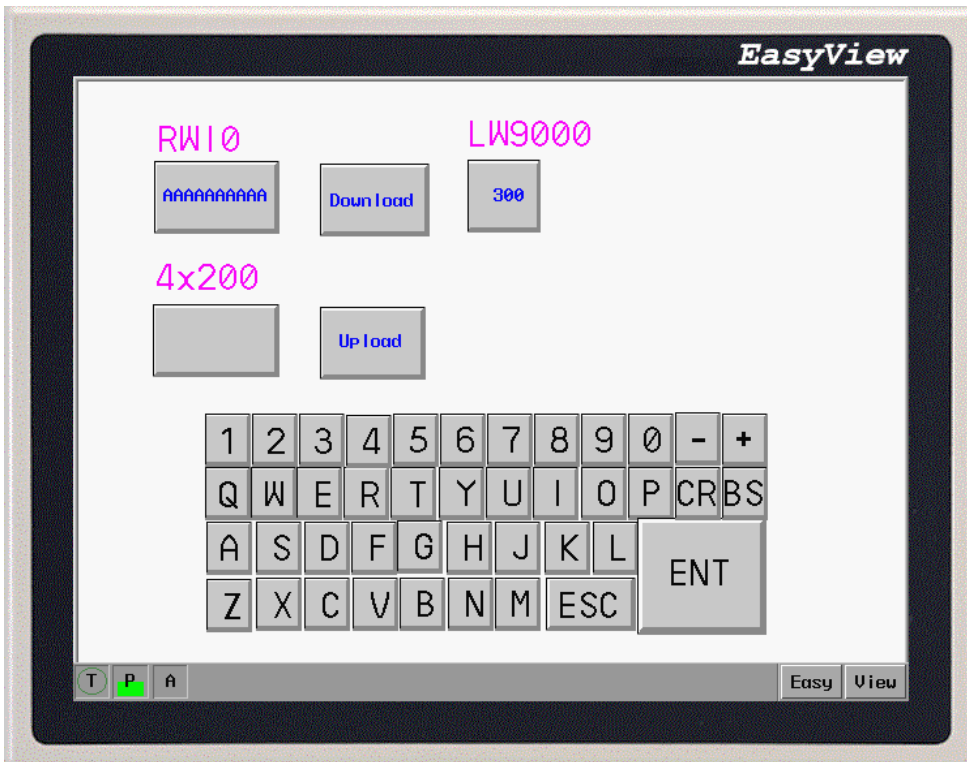 EasyView
RWI0 LW9000
AAAAAAAAAA Download 300
4x200
Upload
1 2 3 4 5 6 7 8 9 0 - +
Q W E R T Y U I O P CR BS
A S D F G H J K L ENT
Z X C V B N M ESC
T P A Easy View